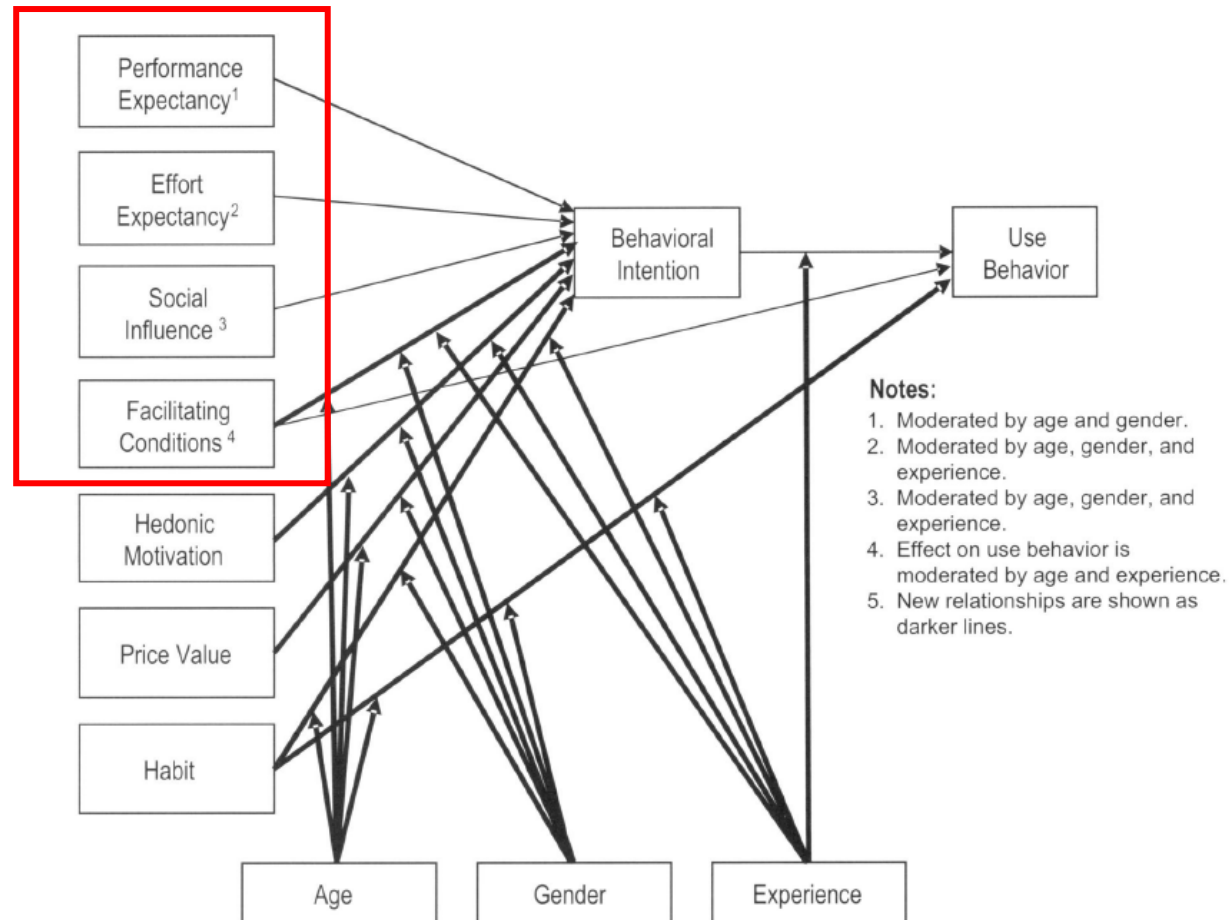 Performance
Expectancy¹
Effort
Expectancy²
Social
Influence ³
Facilitating
Conditions ⁴
Hedonic
Motivation
Price Value
Habit
Behavioral
Intention
Use
Behavior
Notes:
1. Moderated by age and gender.
2. Moderated by age, gender, and
experience.
3. Moderated by age, gender, and
experience.
4. Effect on use behavior is
moderated by age and experience.
5. New relationships are shown as
darker lines.
Age
Gender
Experience